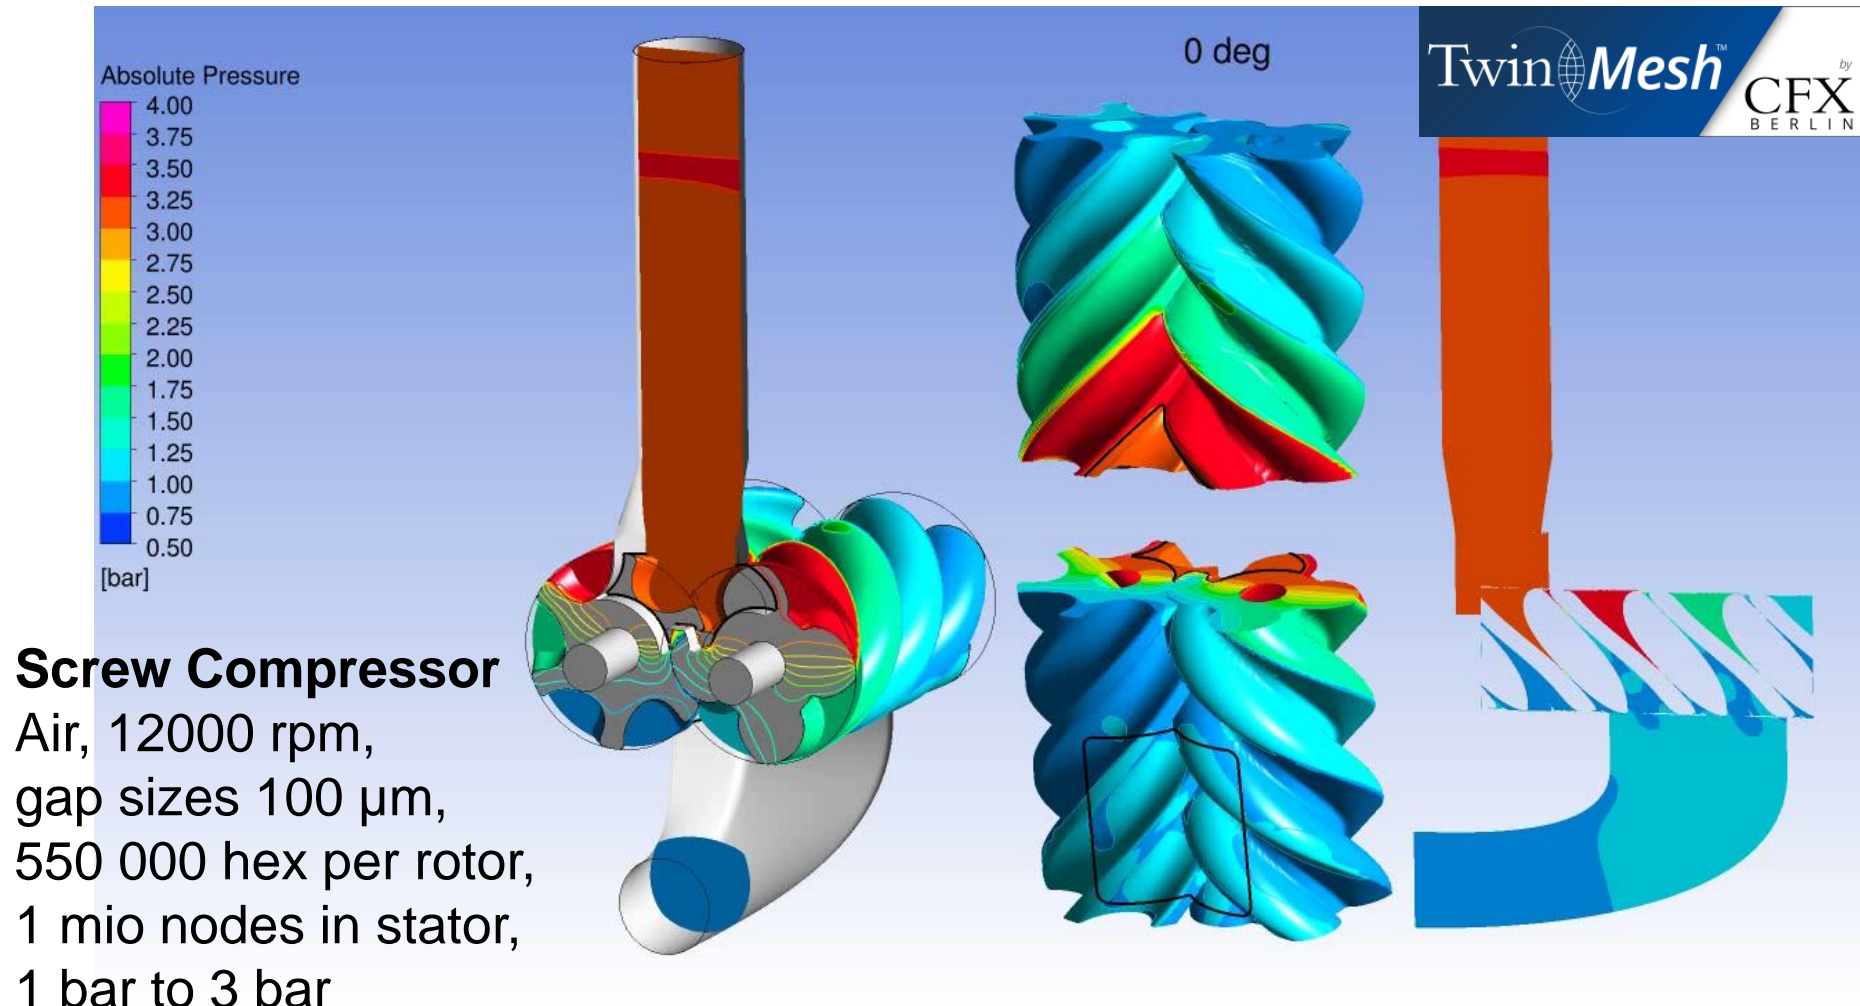 Absolute Pressure
4.00
3.75
3.50
3.25
3.00
2.75
2.50
2.25
2.00
1.75
1.50
1.25
1.00
0.75
0.50
[bar]
0 deg
TwinMesh™
by
CFX
BERLIN
Screw Compressor
Air, 12000 rpm,
gap sizes 100 µm,
550 000 hex per rotor,
1 mio nodes in stator,
1 bar to 3 bar